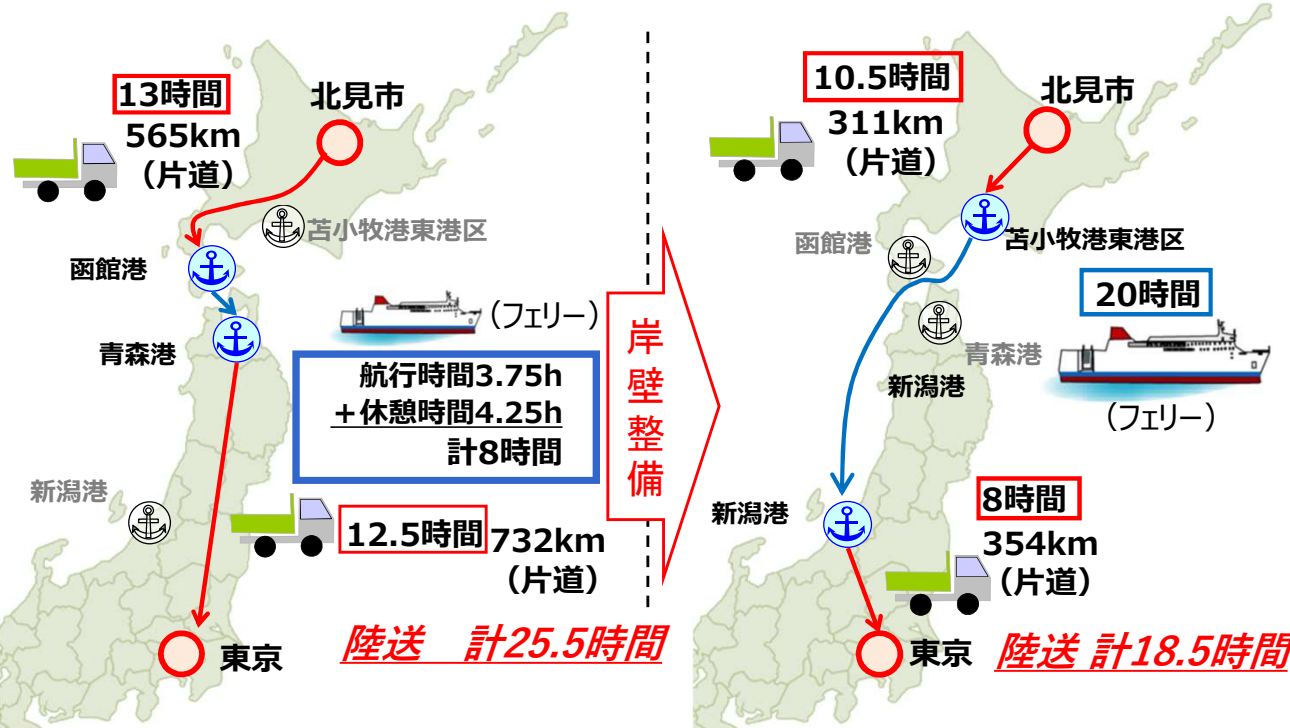 13時間
565km
（片道）
北見市
苫小牧港東港区
函館港
青森港
（フェリー）
航行時間3.75h
＋休憩時間4.25h
計8時間
新潟港
12.5時間
732km
（片道）
東京
陸送　計25.5時間
岸壁整備
10.5時間
311km
（片道）
北見市
函館港
苫小牧港東港区
20時間
青森港
新潟港
（フェリー）
新潟港
8時間
354km
（片道）
東京
陸送 計18.5時間